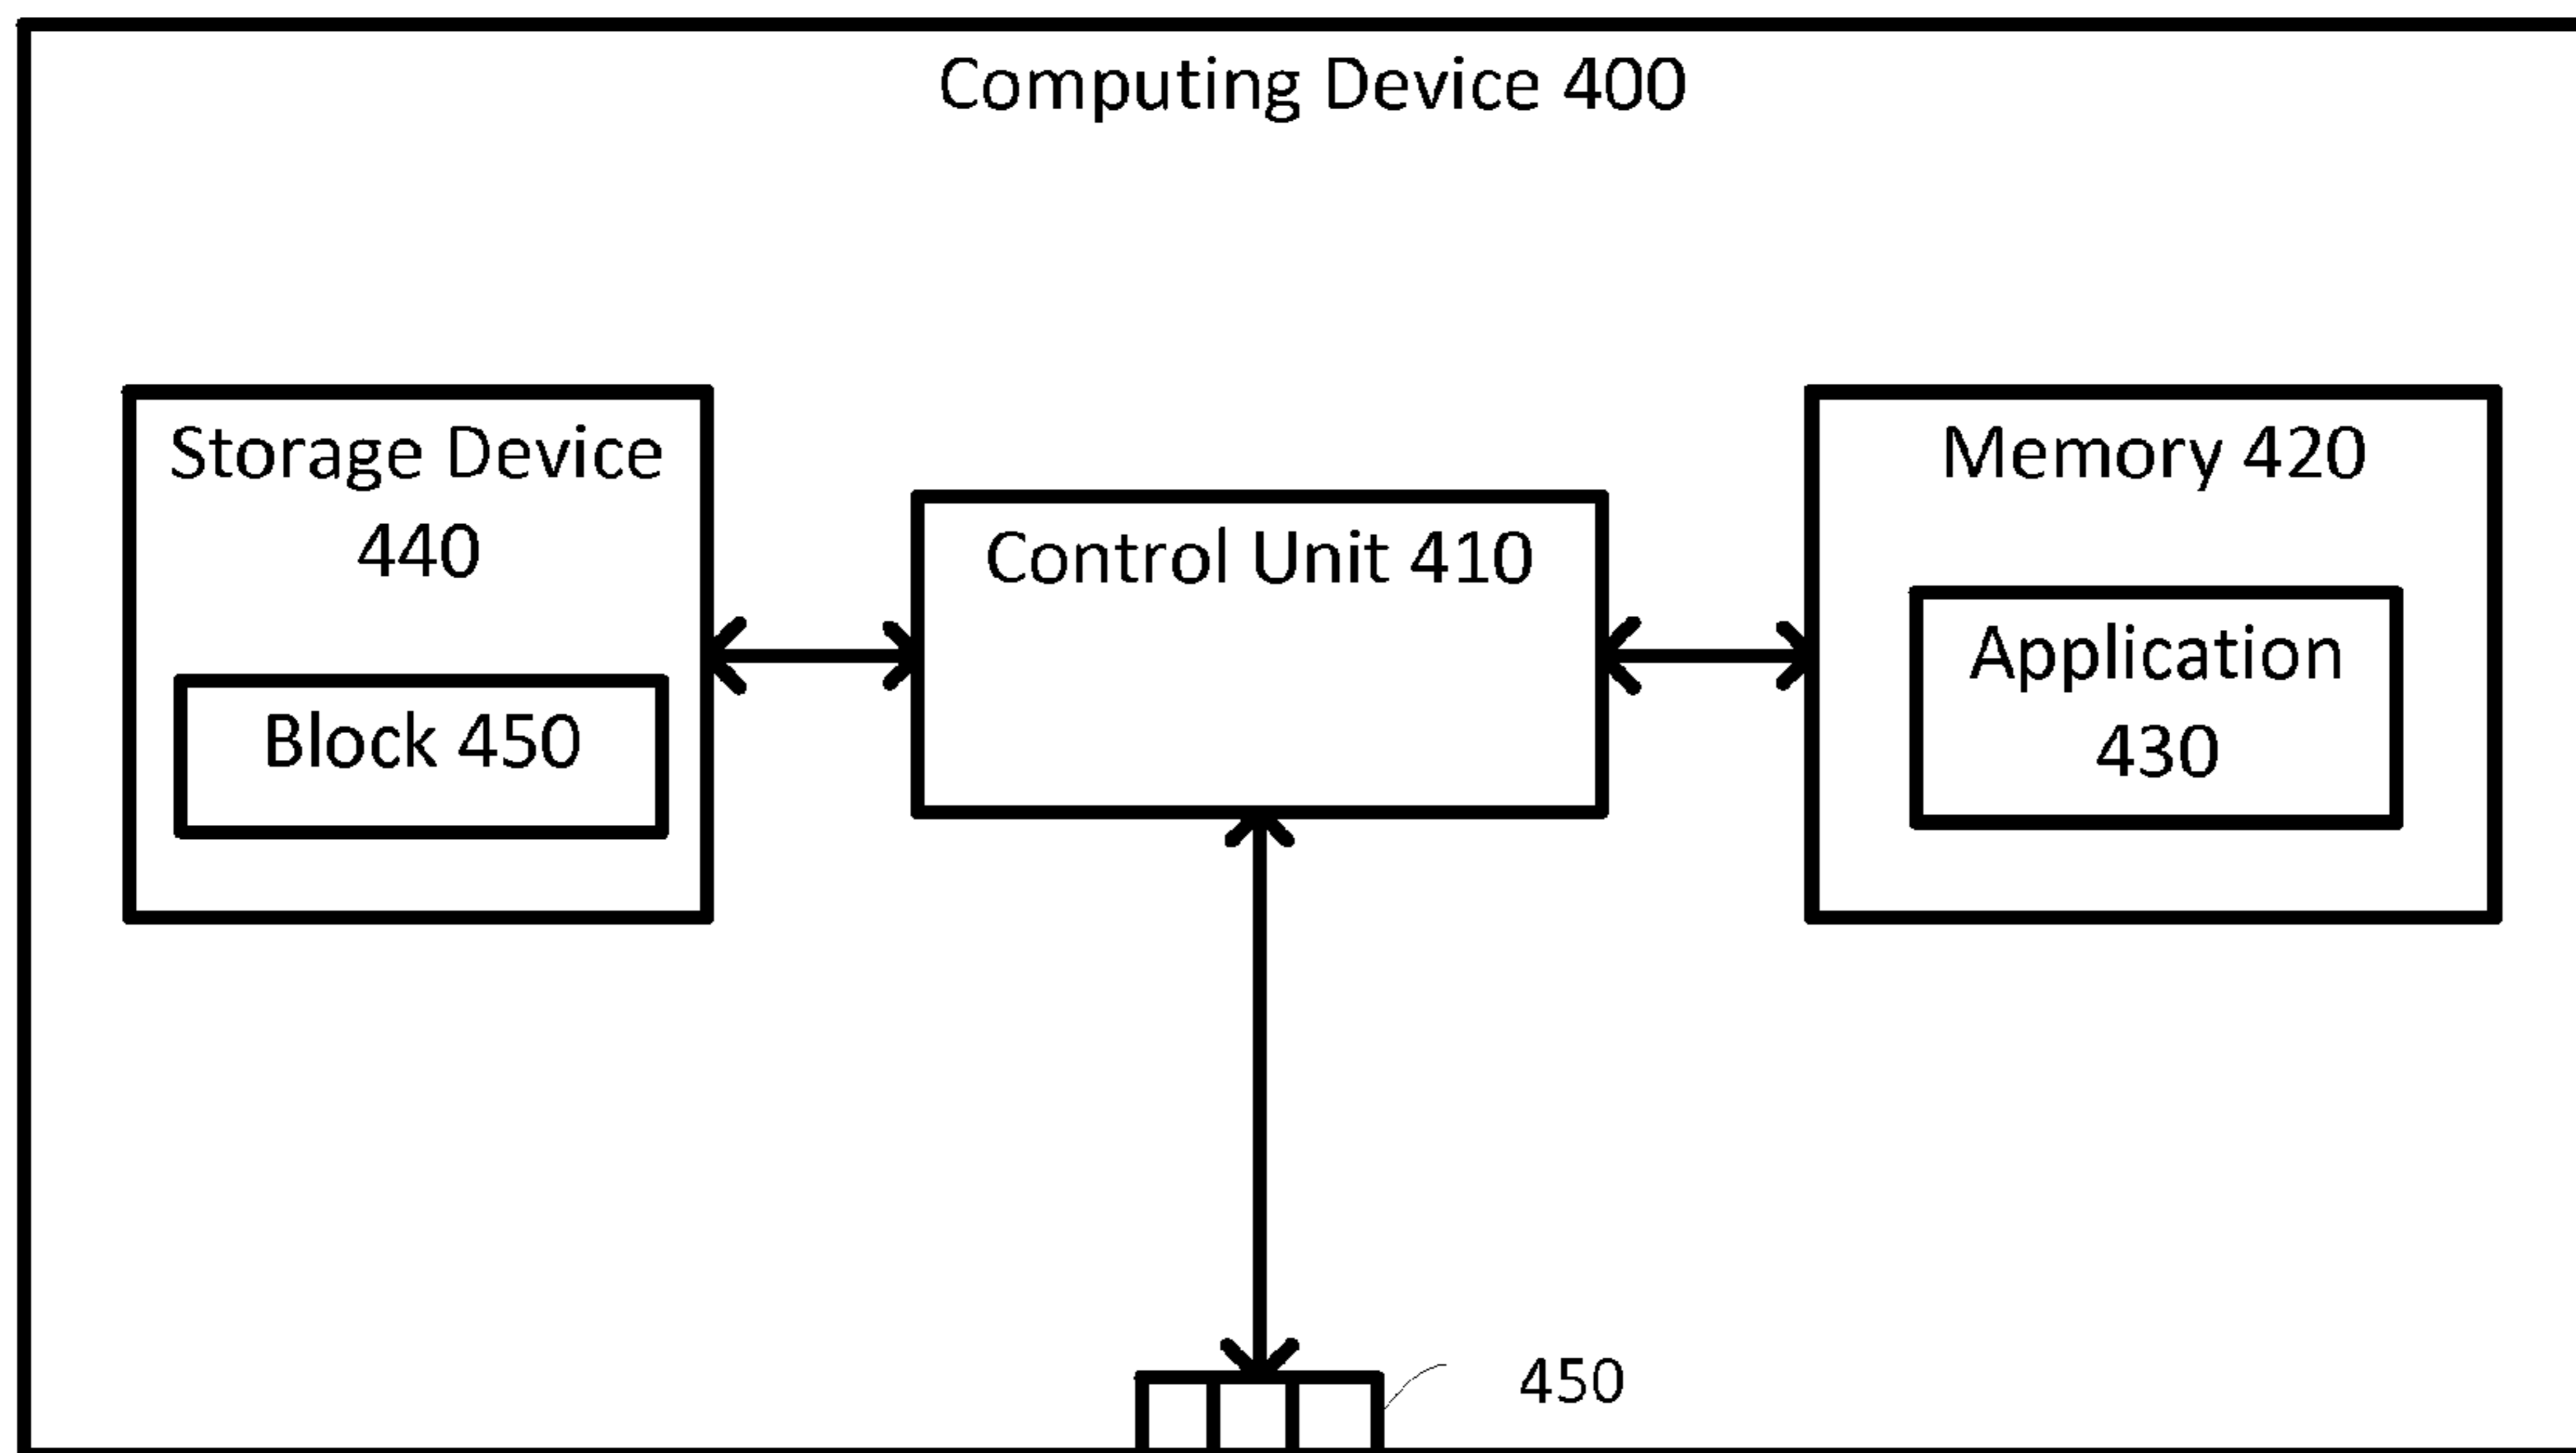 Computing Device 400
Storage Device
440
Block 450
Control Unit 410
Memory 420
Application
430
450